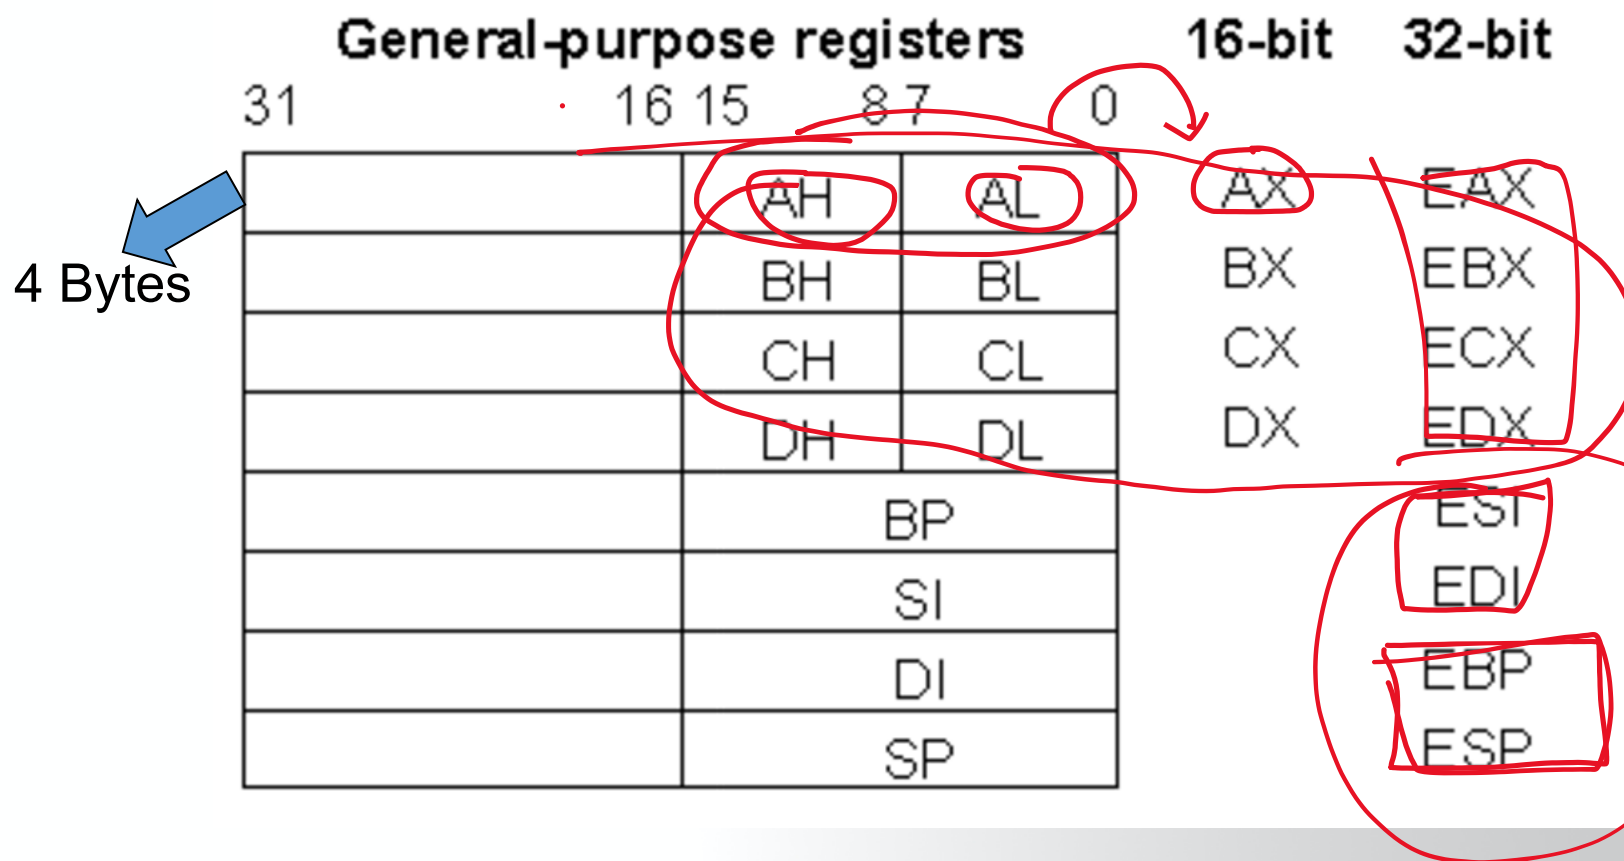 General-purpose registers 16-bit 32-bit
31 16 15 8 7 0
AH AL AX EAX
4 Bytes BH BL BX EBX
CH CL CX ECX
DH DL DX EDX
BP ESI
SI EDI
DI EBP
SP ESP